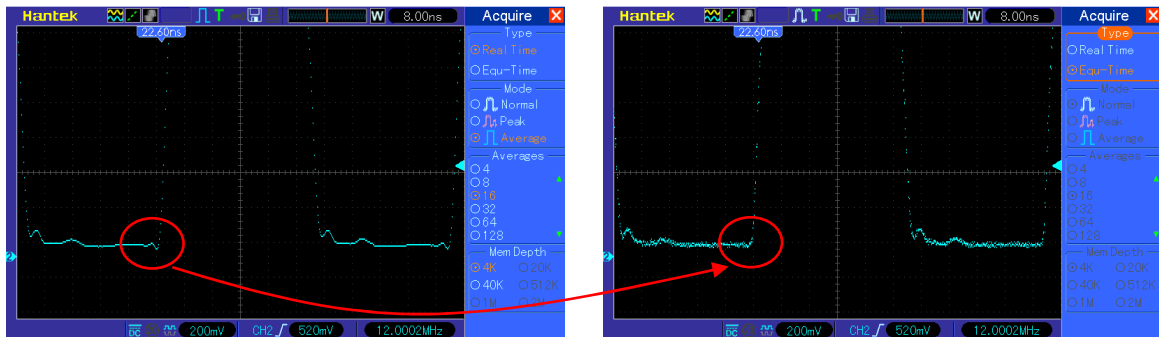 Hantek T W 8.00ns Acquire X
22.60ns
Type
Real Time
Equ-Time
Mode
Normal
Peak
Average
Averages
4
8
16
32
64
128
Mem Depth
4K 20K
40K 512K
1M 2M
2
DC 200mV CH2 520mV 12.0002MHz
Hantek T W 8.00ns Acquire X
22.60ns
Type
Real Time
Equ-Time
Mode
Normal
Peak
Average
Averages
4
8
16
32
64
128
Mem Depth
4K 20K
40K 512K
1M 2M
2
DC 200mV CH2 520mV 12.0002MHz